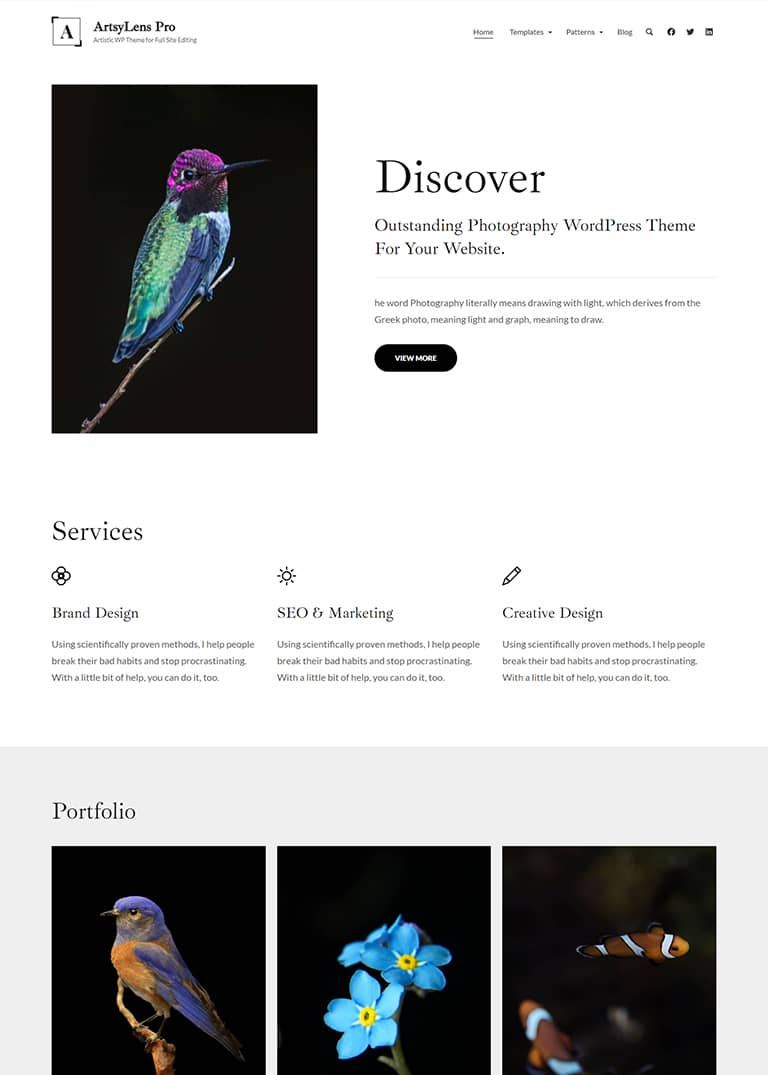 A
ArtsyLens Pro
Artistic WP Theme for Full Site Editing
Home Templates Patterns Blog
Discover
Outstanding Photography WordPress Theme
For Your Website.
he word Photography literally means drawing with light, which derives from the
Greek photo, meaning light and graph, meaning to draw.
VIEW MORE
Services
Brand Design
Using scientifically proven methods, I help people
break their bad habits and stop procrastinating.
With a little bit of help, you can do it, too.
SEO & Marketing
Using scientifically proven methods, I help people
break their bad habits and stop procrastinating.
With a little bit of help, you can do it, too.
Creative Design
Using scientifically proven methods, I help people
break their bad habits and stop procrastinating.
With a little bit of help, you can do it, too.
Portfolio